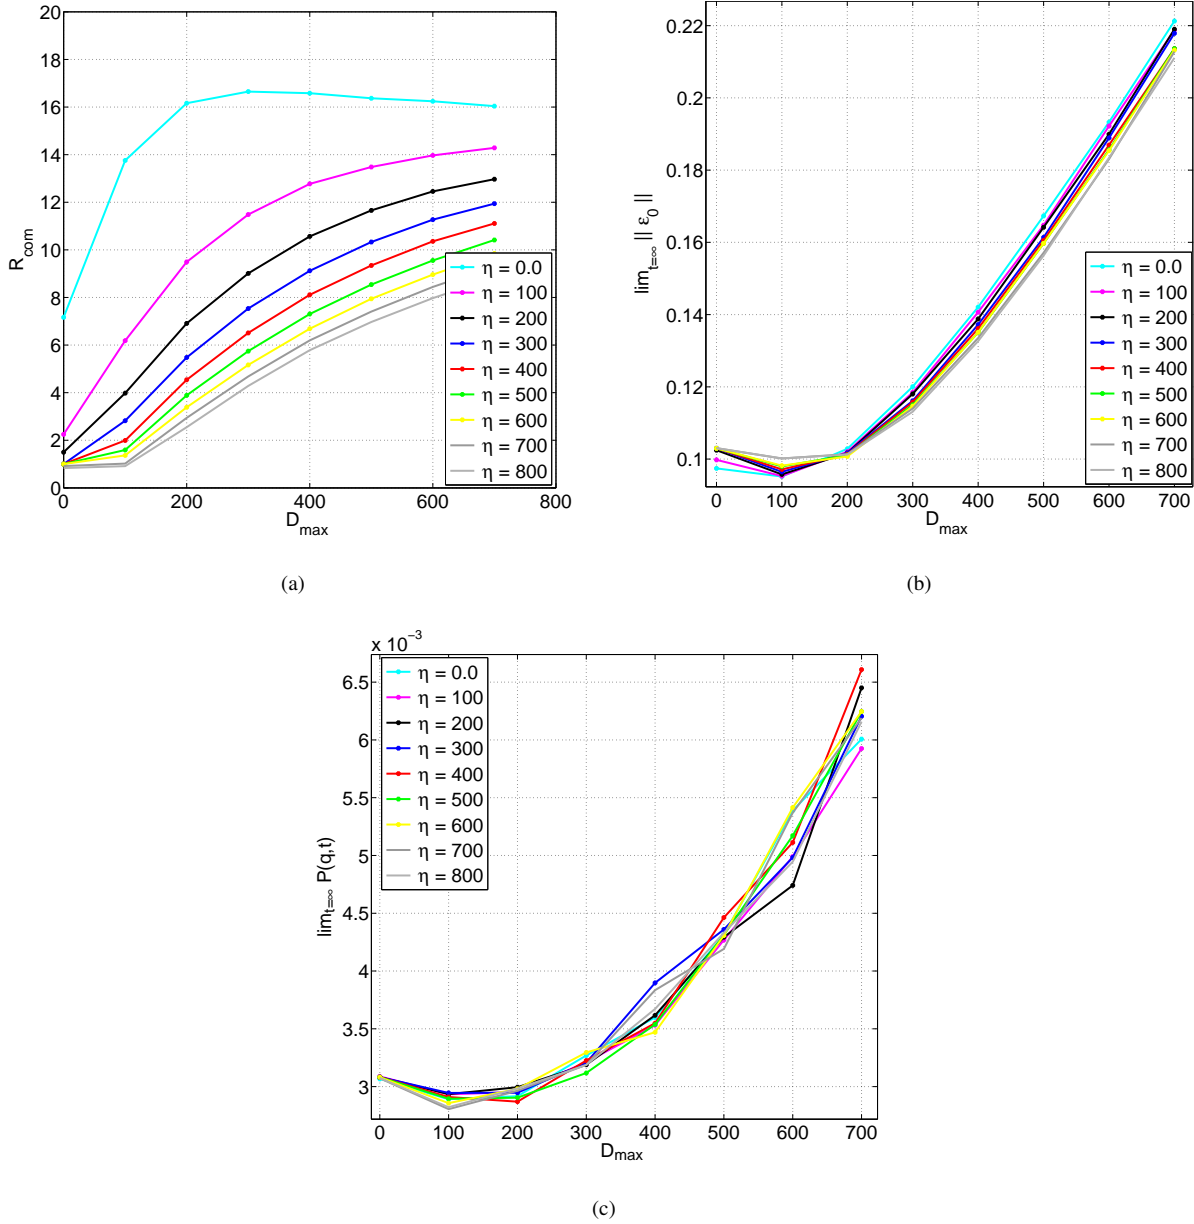 20
18
16
14
12
10
8
6
4
2
0
R_com
0
200
400
600
800
D_max
η = 0.0
η = 100
η = 200
η = 300
η = 400
η = 500
η = 600
η = 700
η = 800
(a)
0.22
0.2
0.18
0.16
0.14
0.12
0.1
lim_t=∞ || ε_0 ||
0
100
200
300
400
500
600
700
D_max
η = 0.0
η = 100
η = 200
η = 300
η = 400
η = 500
η = 600
η = 700
η = 800
(b)
x 10^−3
6.5
6
5.5
5
4.5
4
3.5
3
lim_t=∞ P(q,t)
η = 0.0
η = 100
η = 200
η = 300
η = 400
η = 500
η = 600
η = 700
η = 800
0
100
200
300
400
500
600
700
D_max
(c)